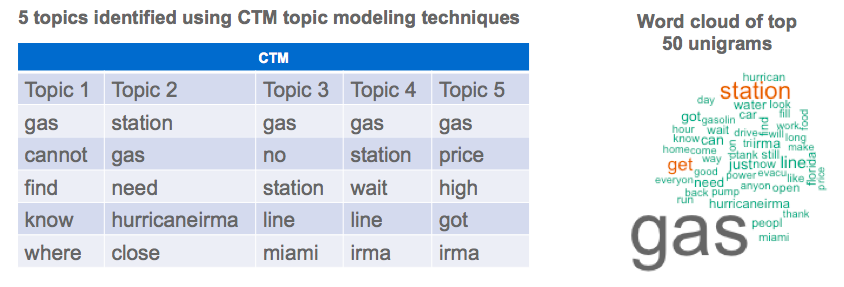 5 topics identified using CTM topic modeling techniques
Word cloud of top
50 unigrams
CTM
Topic 1 Topic 2 Topic 3 Topic 4 Topic 5
gas station gas gas gas
cannot gas no station price
find need station wait high
know hurricaneirma line line got
where close miami irma irma
hurrican
station
day
water look
got gasolin car find fill work food
hour wait drive will long
know can on tri irma make
home come ptank still
get way just now line florida price
good power evacu like
everyon need anyon open
back pump
run hurricaneirma
thank
gas peopl
miami